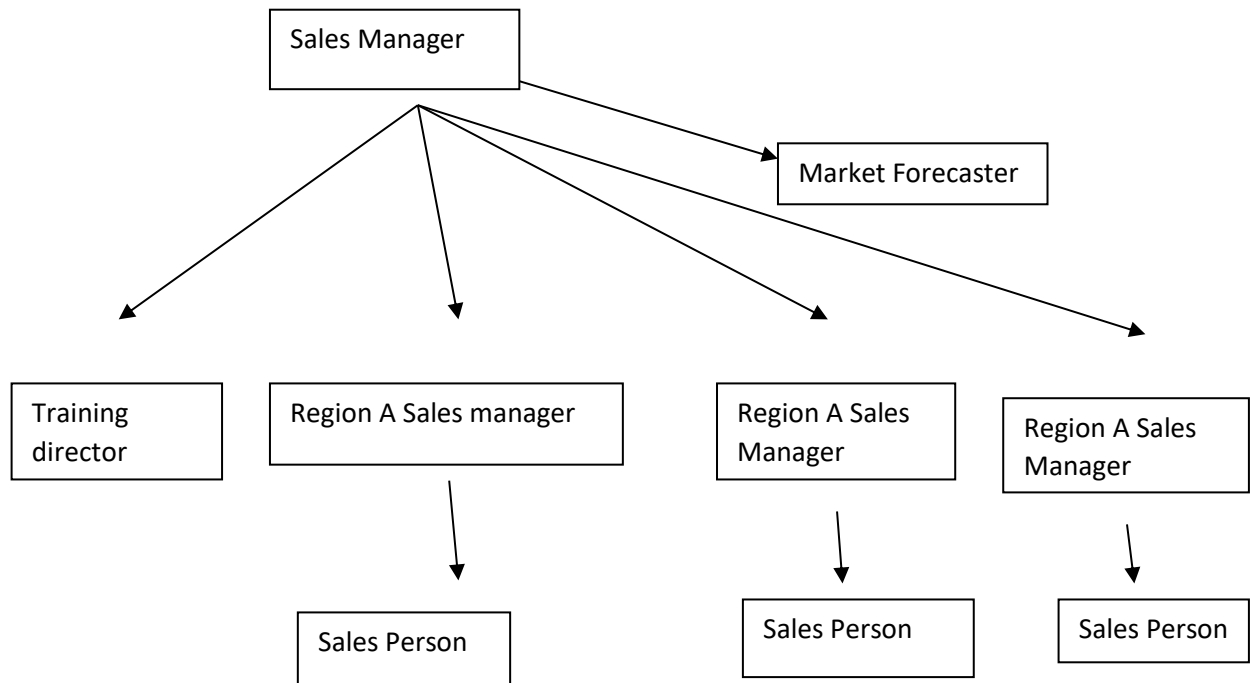 Sales Manager
Market Forecaster
Training
director
Region A Sales manager
Region A Sales
Manager
Region A Sales
Manager
Sales Person
Sales Person
Sales Person